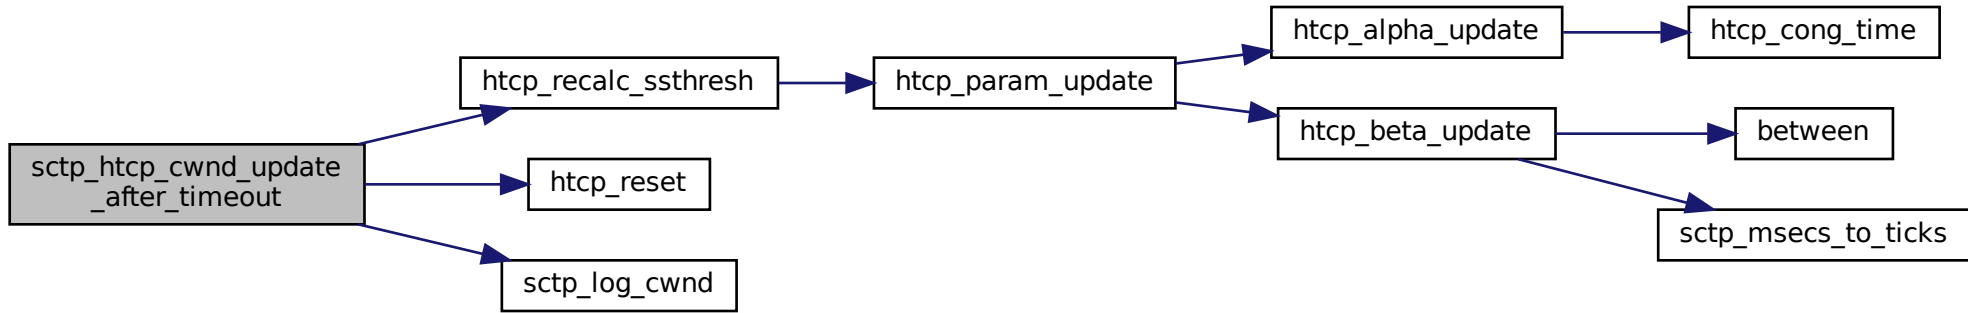 sctp_htcp_cwnd_update
_after_timeout
htcp_recalc_ssthresh
htcp_reset
sctp_log_cwnd
htcp_param_update
htcp_alpha_update
htcp_beta_update
htcp_cong_time
between
sctp_msecs_to_ticks